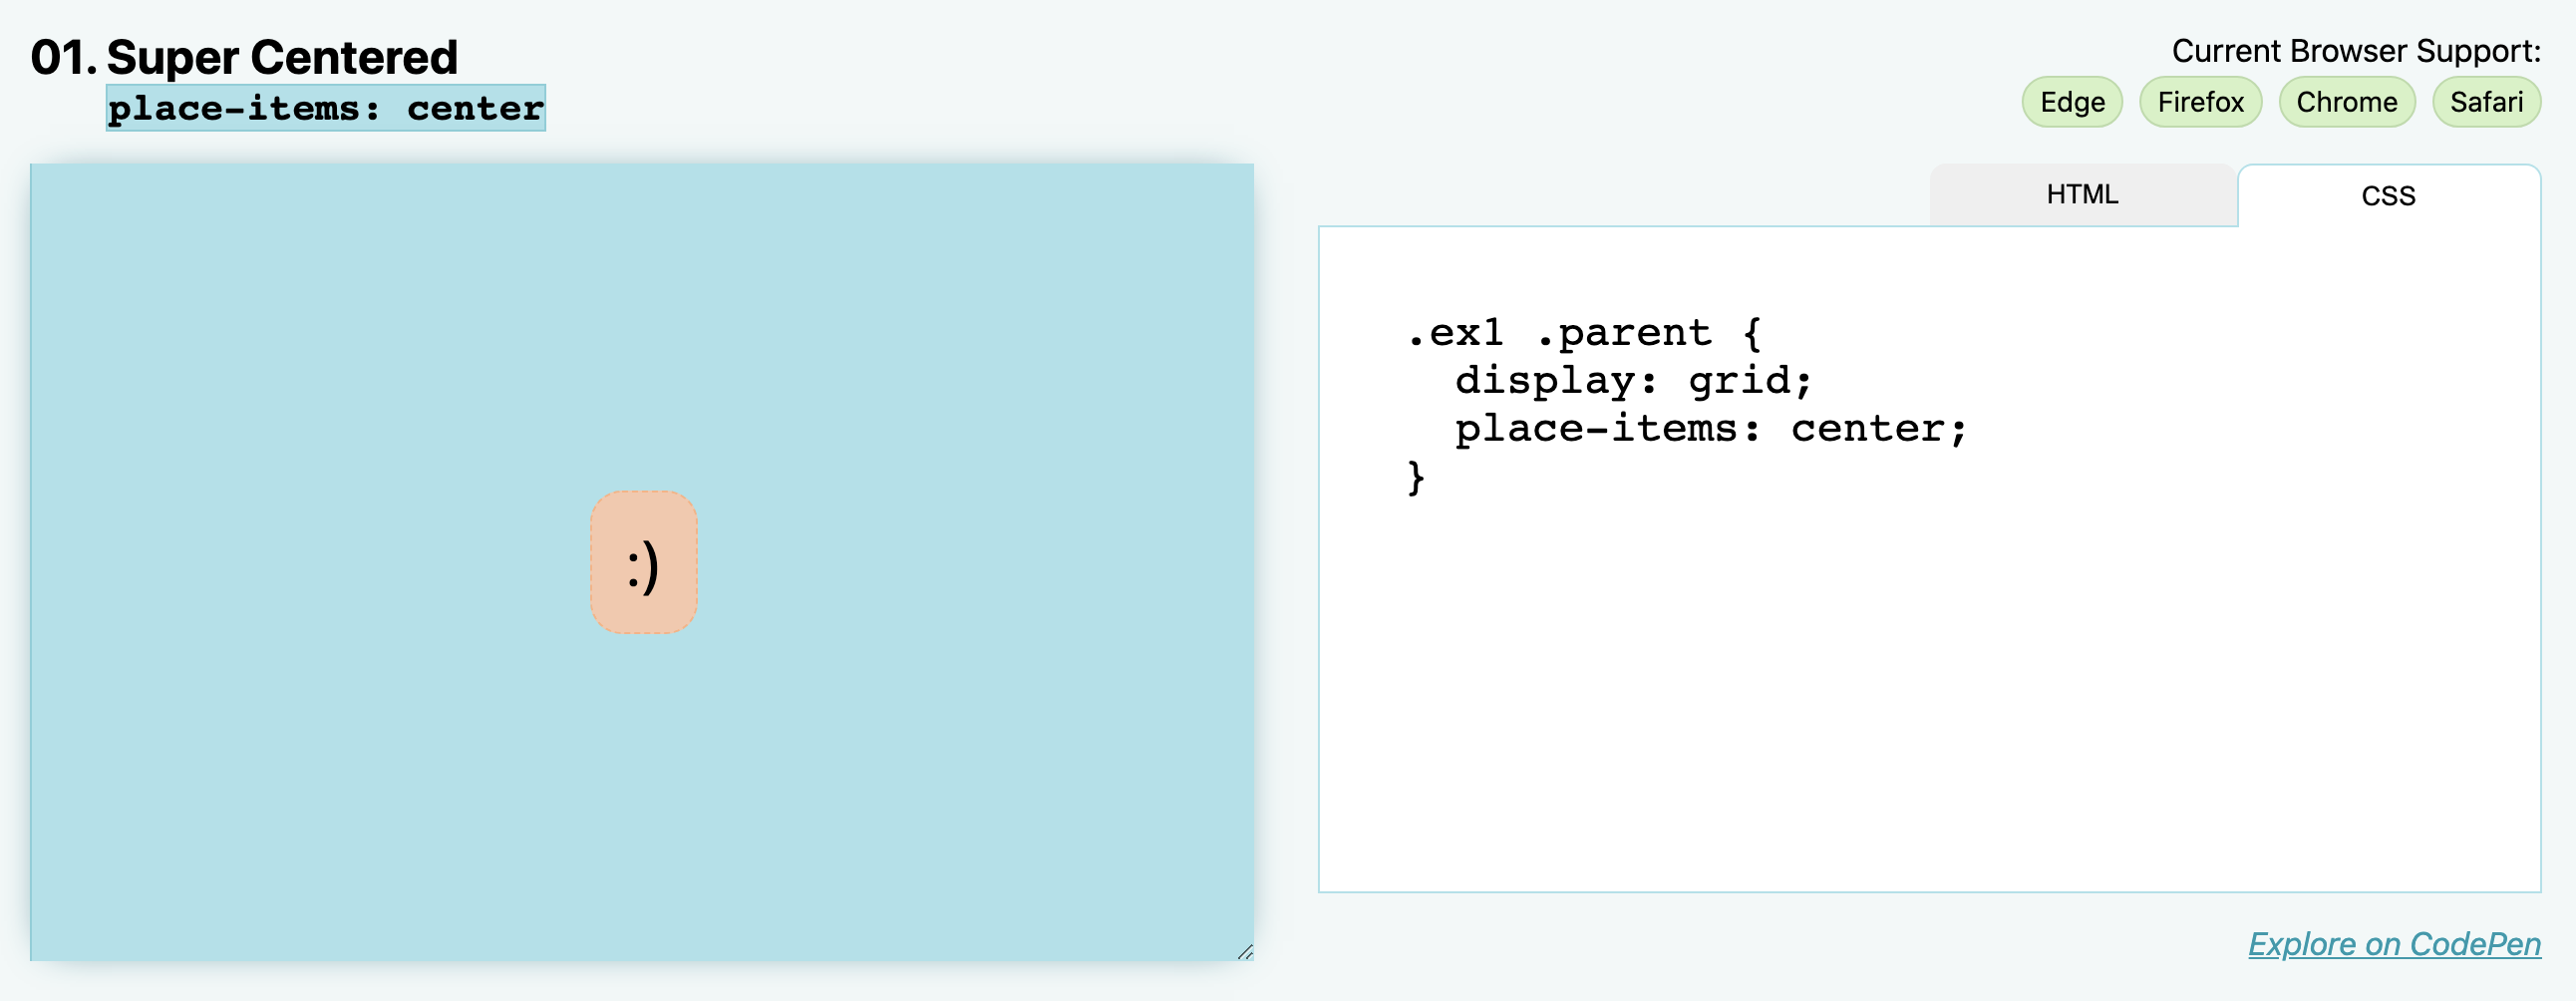 01. Super Centered
place-items: center
Current Browser Support:
Edge Firefox Chrome Safari
:)
HTML CSS
.ex1 .parent {
  display: grid;
  place-items: center;
}
Explore on CodePen